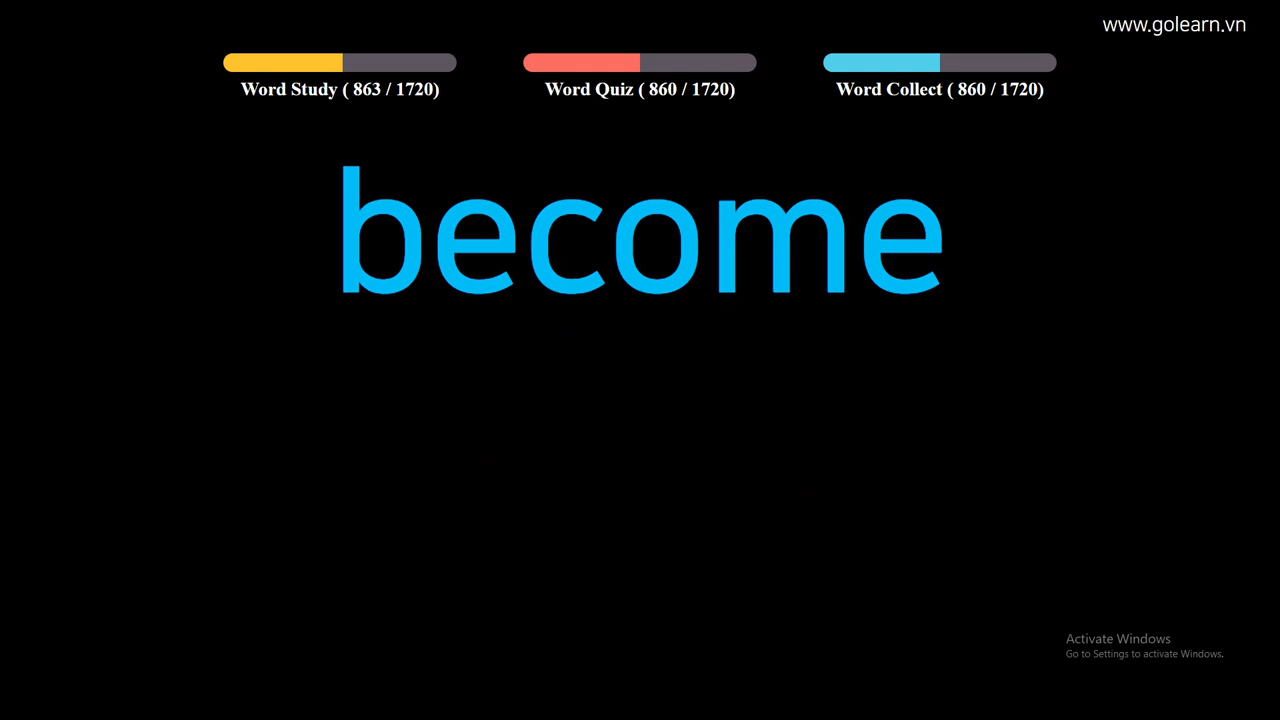 www.golearn.vn
Word Study ( 863 / 1720)
Word Quiz ( 860 / 1720)
Word Collect ( 860 / 1720)
become
Activate Windows
Go to Settings to activate Windows.